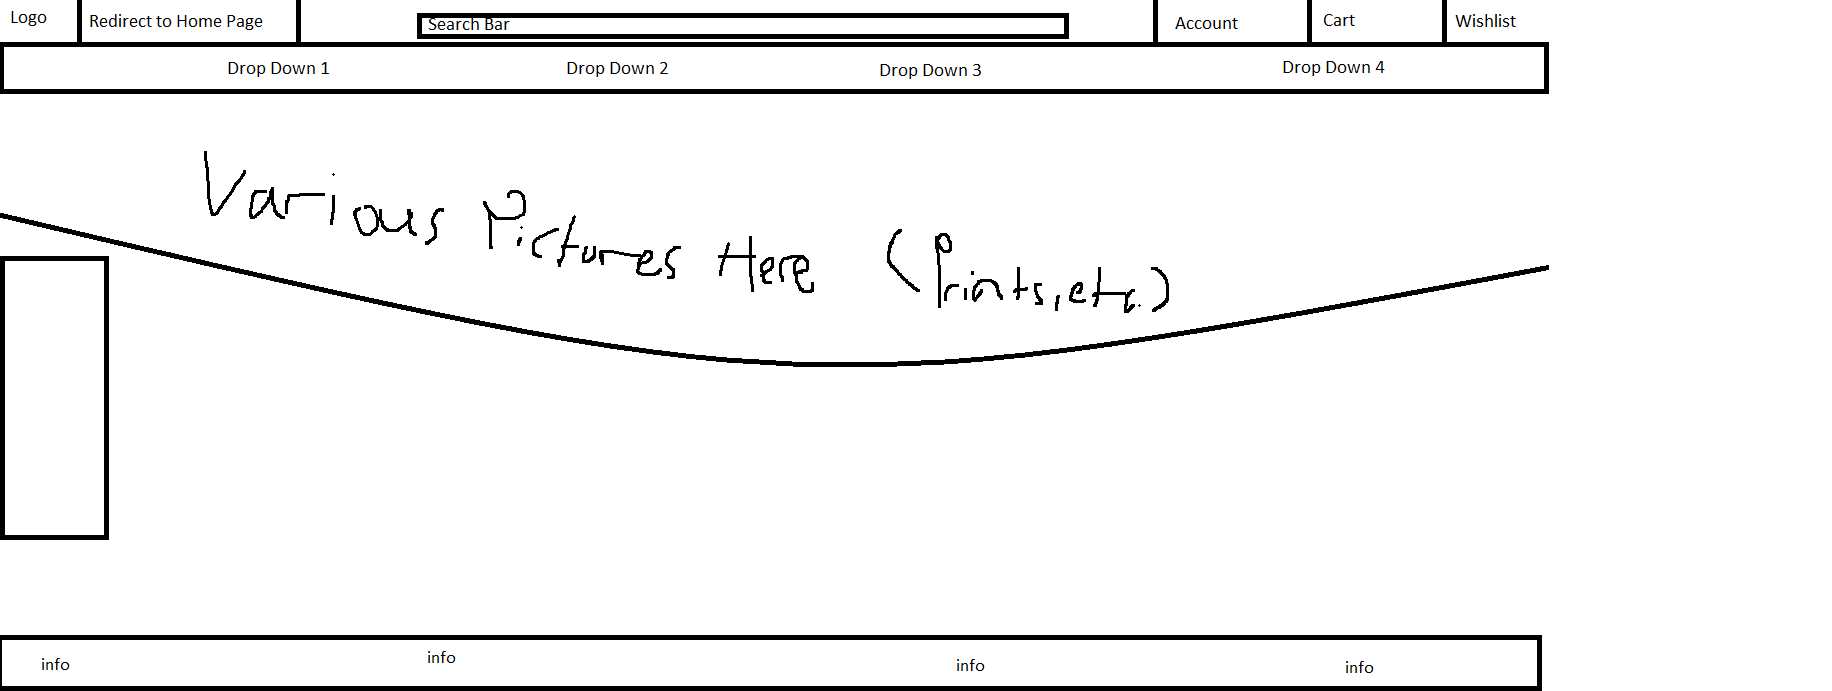 Logo
Redirect to Home Page
Search Bar
Account
Cart
Wishlist
Drop Down 1
Drop Down 2
Drop Down 3
Drop Down 4
Various Pictures Here (Prints, etc.)
info
info
info
info